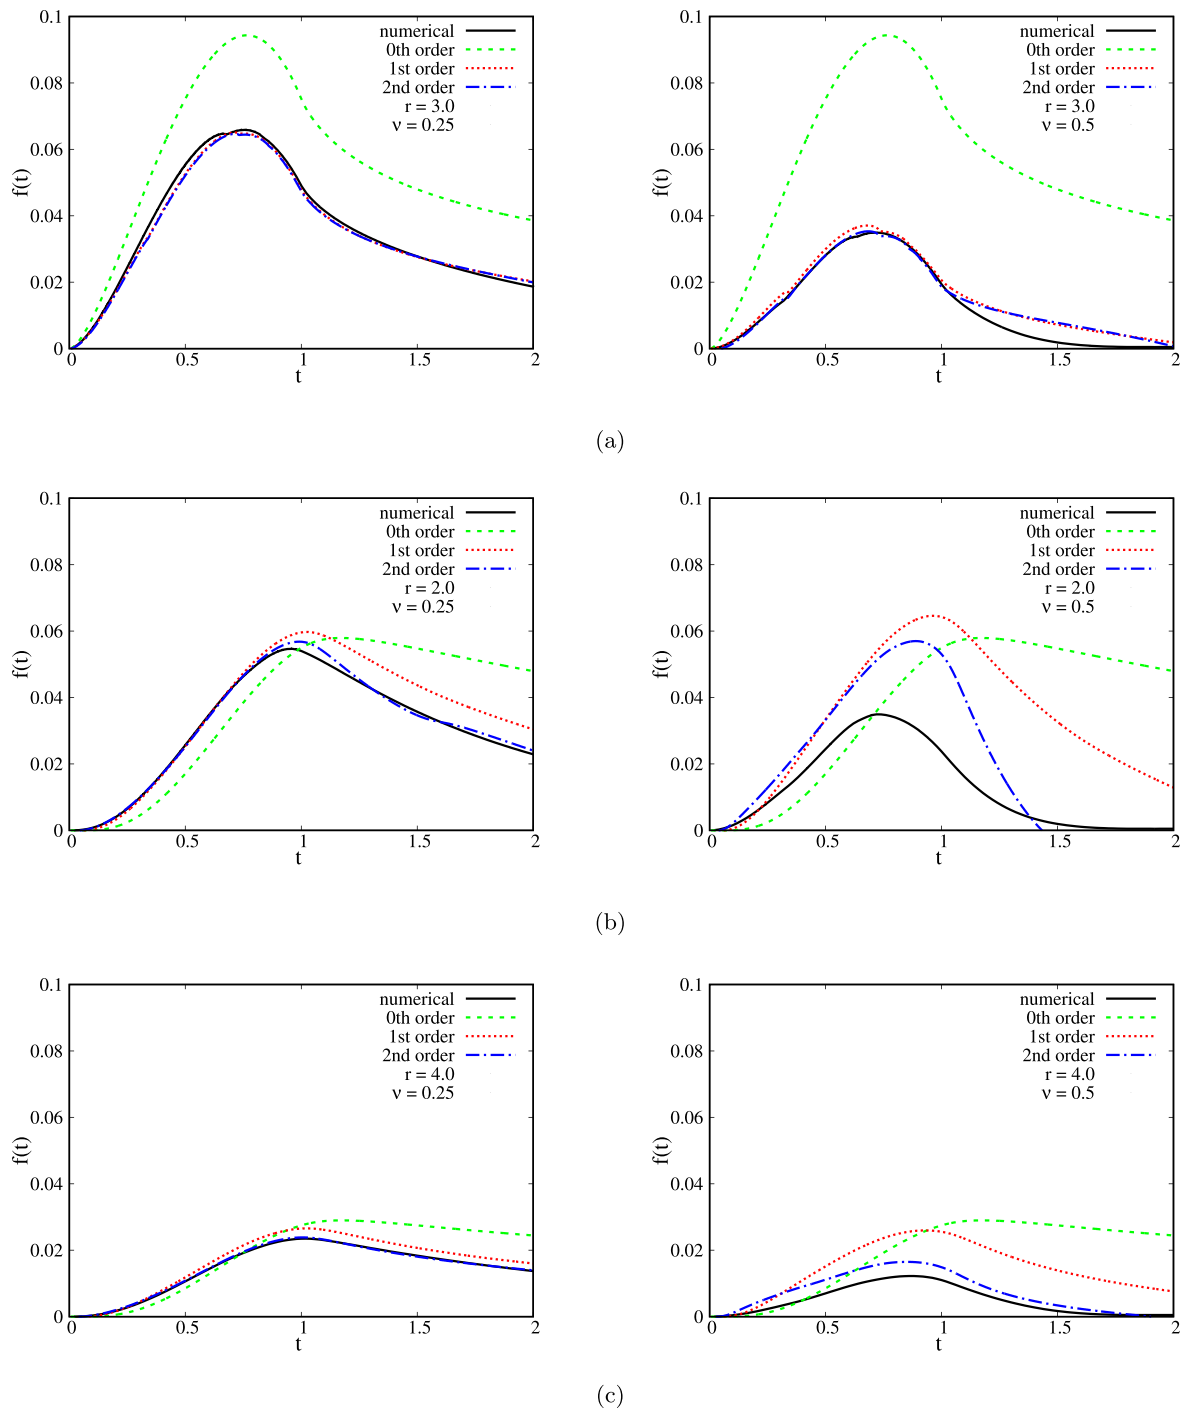 0.1
0.08
0.06
0.04
0.02
0
f(t)
0 0.5 1 1.5 2
t
numerical
0th order
1st order
2nd order
r = 3.0
ν = 0.25
0.1
0.08
0.06
0.04
0.02
0
f(t)
0 0.5 1 1.5 2
t
numerical
0th order
1st order
2nd order
r = 3.0
ν = 0.5
(a)
0.1
0.08
0.06
0.04
0.02
0
f(t)
0 0.5 1 1.5 2
t
numerical
0th order
1st order
2nd order
r = 2.0
ν = 0.25
0.1
0.08
0.06
0.04
0.02
0
f(t)
0 0.5 1 1.5 2
t
numerical
0th order
1st order
2nd order
r = 2.0
ν = 0.5
(b)
0.1
0.08
0.06
0.04
0.02
0
f(t)
0 0.5 1 1.5 2
t
numerical
0th order
1st order
2nd order
r = 4.0
ν = 0.25
0.1
0.08
0.06
0.04
0.02
0
f(t)
0 0.5 1 1.5 2
t
numerical
0th order
1st order
2nd order
r = 4.0
ν = 0.5
(c)